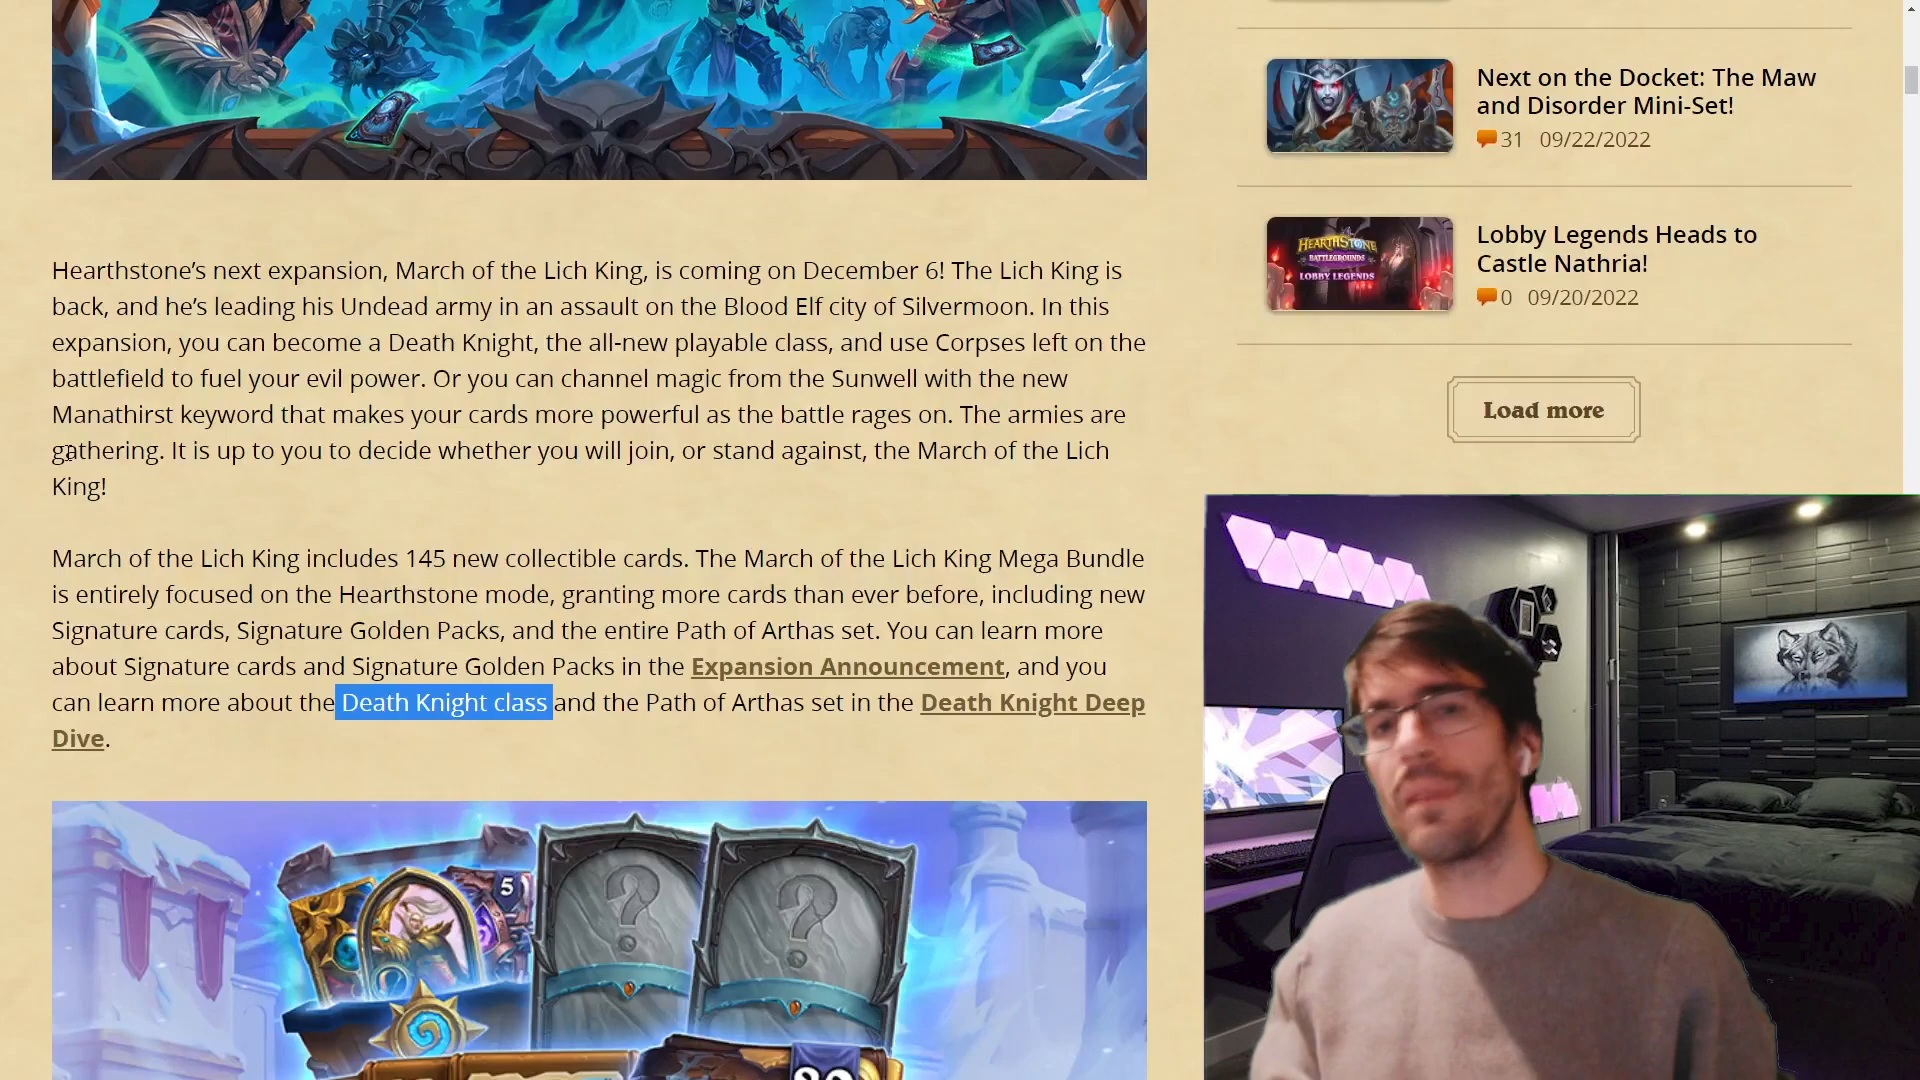 Hearthstone’s next expansion, March of the Lich King, is coming on December 6! The Lich King is
back, and he’s leading his Undead army in an assault on the Blood Elf city of Silvermoon. In this
expansion, you can become a Death Knight, the all-new playable class, and use Corpses left on the
battlefield to fuel your evil power. Or you can channel magic from the Sunwell with the new
Manathirst keyword that makes your cards more powerful as the battle rages on. The armies are
gathering. It is up to you to decide whether you will join, or stand against, the March of the Lich
King!
March of the Lich King includes 145 new collectible cards. The March of the Lich King Mega Bundle
is entirely focused on the Hearthstone mode, granting more cards than ever before, including new
Signature cards, Signature Golden Packs, and the entire Path of Arthas set. You can learn more
about Signature cards and Signature Golden Packs in the Expansion Announcement, and you
can learn more about the Death Knight class and the Path of Arthas set in the Death Knight Deep
Dive.
5
?
?
80
Next on the Docket: The Maw
and Disorder Mini-Set!
31 09/22/2022
HEARTHSTONE
BATTLEGROUNDS
LOBBY LEGENDS
Lobby Legends Heads to
Castle Nathria!
0 09/20/2022
Load more